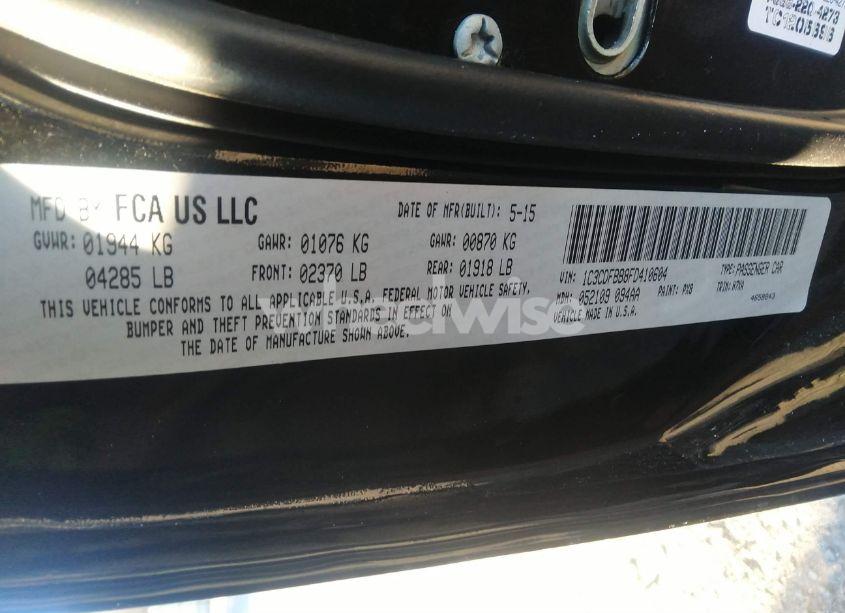 TC12053818
MFD BY FCA US LLC
DATE OF MFR(BUILT): 5-15
GVWR: 01944 KG
GAWR: 01076 KG
GAWR: 00870 KG
04285 LB
FRONT: 02370 LB
REAR: 01918 LB
THIS VEHICLE CONFORMS TO ALL APPLICABLE U.S.A. FEDERAL MOTOR VEHICLE SAFETY,
BUMPER AND THEFT PREVENTION STANDARDS IN EFFECT ON
THE DATE OF MANUFACTURE SHOWN ABOVE.
VIN: 1C3CDFBB8FD410604
TYPE: PASSENGER CAR
MDH: 052109 094AA
PAINT: PXB
TRIM:
VEHICLE MADE IN U.S.A.